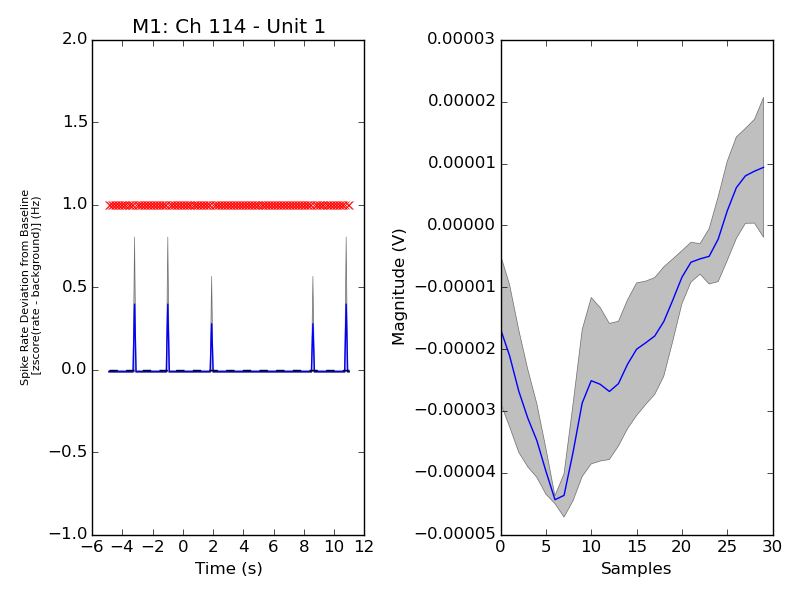 M1: Ch 114 - Unit 1
2.0
1.5
1.0
0.5
0.0
−0.5
−1.0
−6 −4 −2 0 2 4 6 8 10 12
Time (s)
Spike Rate Deviation from Baseline
[zscore(rate - background)] (Hz)
0.00003
0.00002
0.00001
0.00000
−0.00001
−0.00002
−0.00003
−0.00004
−0.00005
0 5 10 15 20 25 30
Samples
Magnitude (V)